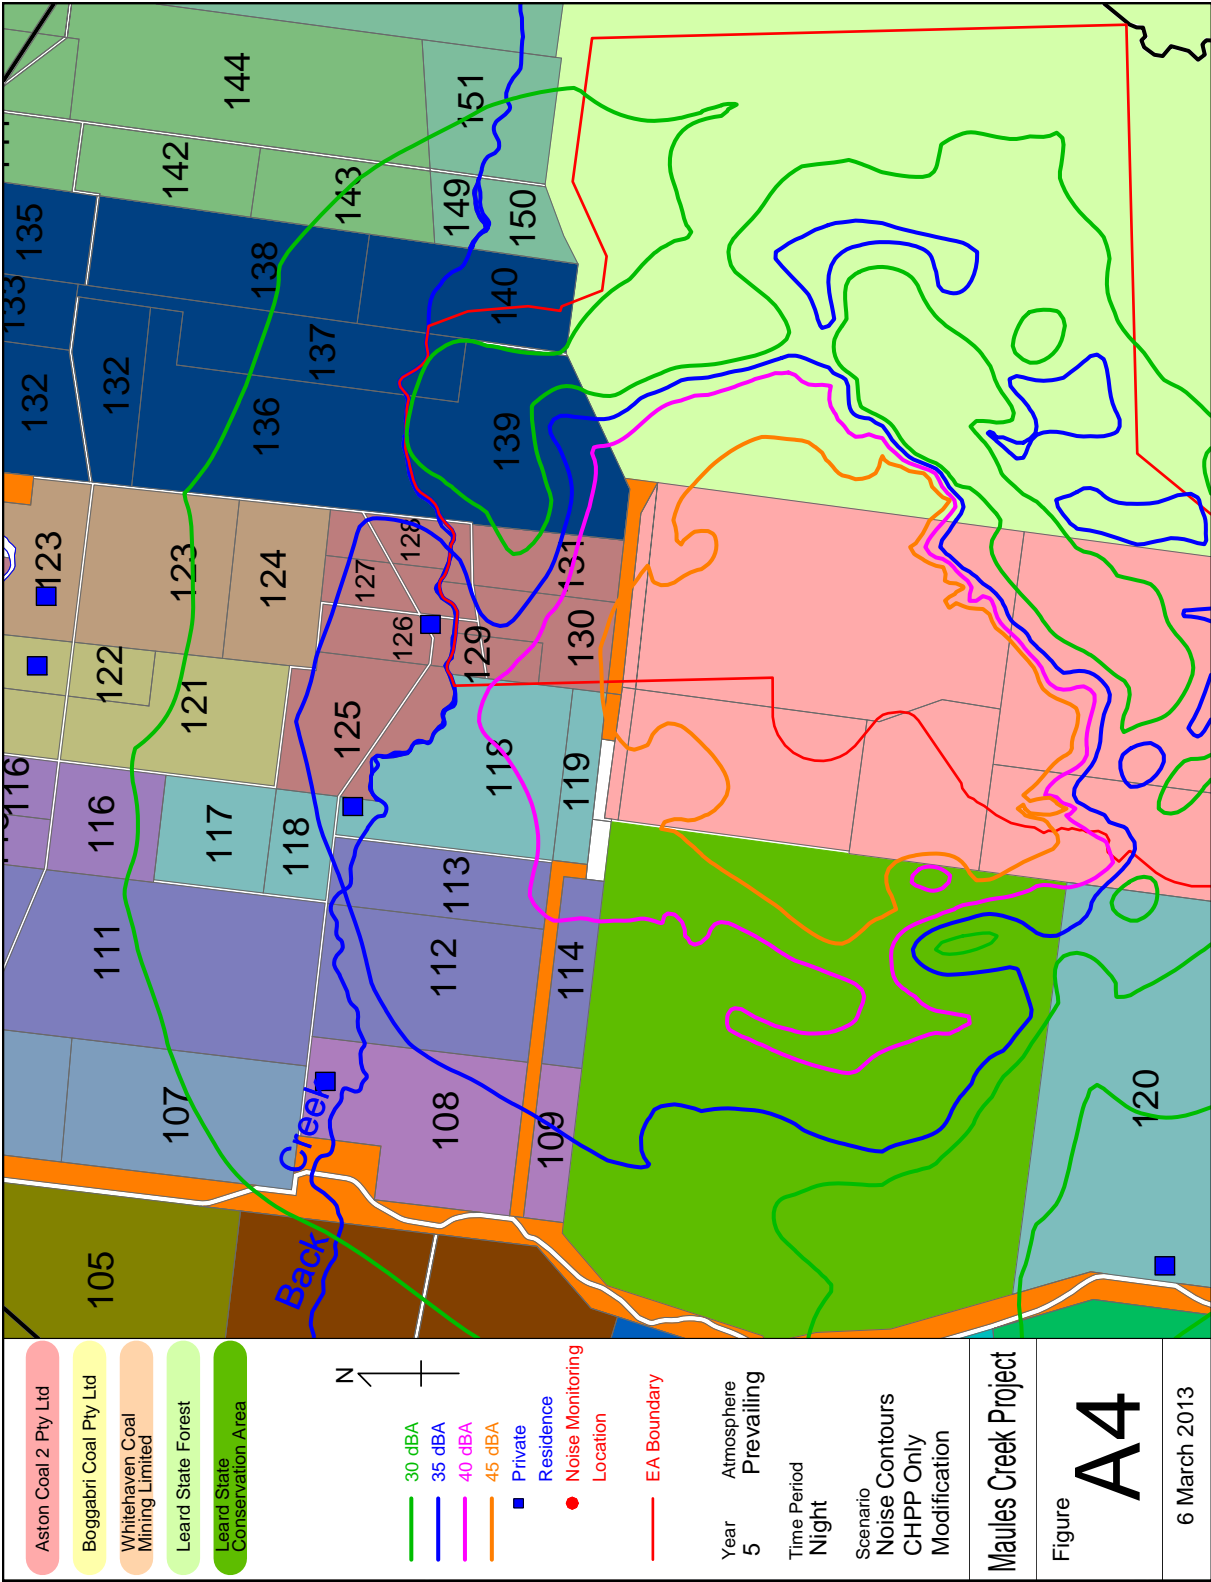 144
142
143
151
149
150
135
133
138
140
132
132
137
136
139
123
123
124
127
128
131
126
129
130
122
121
125
118
119
116
116
117
118
113
111
112
114
107
108
109
120
105
Back
Creek
Aston Coal 2 Pty Ltd
Boggabri Coal Pty Ltd
Whitehaven Coal
Mining Limited
Leard State Forest
Leard State
Conservation Area
N
30 dBA
35 dBA
40 dBA
45 dBA
Private
Residence
Noise Monitoring
Location
EA Boundary
Year
5
Atmosphere
Prevailing
Time Period
Night
Scenario
Noise Contours
CHPP Only
Modification
Maules Creek Project
Figure
A4
6 March 2013